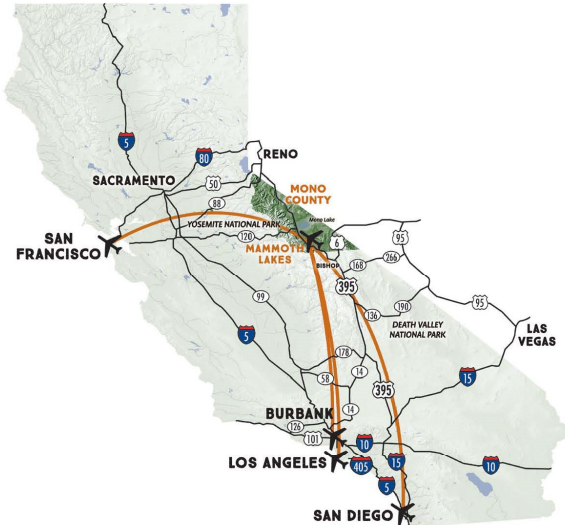 5
80
RENO
SACRAMENTO
50
88
MONO
COUNTY
Mono Lake
YOSEMITE NATIONAL PARK
SAN
FRANCISCO
120
MAMMOTH
LAKES
6
95
BISHOP
168
266
395
99
136
190
95
DEATH VALLEY
NATIONAL PARK
LAS
VEGAS
5
178
58
14
395
15
14
BURBANK
126
101
10
LOS ANGELES
405
15
10
5
SAN DIEGO